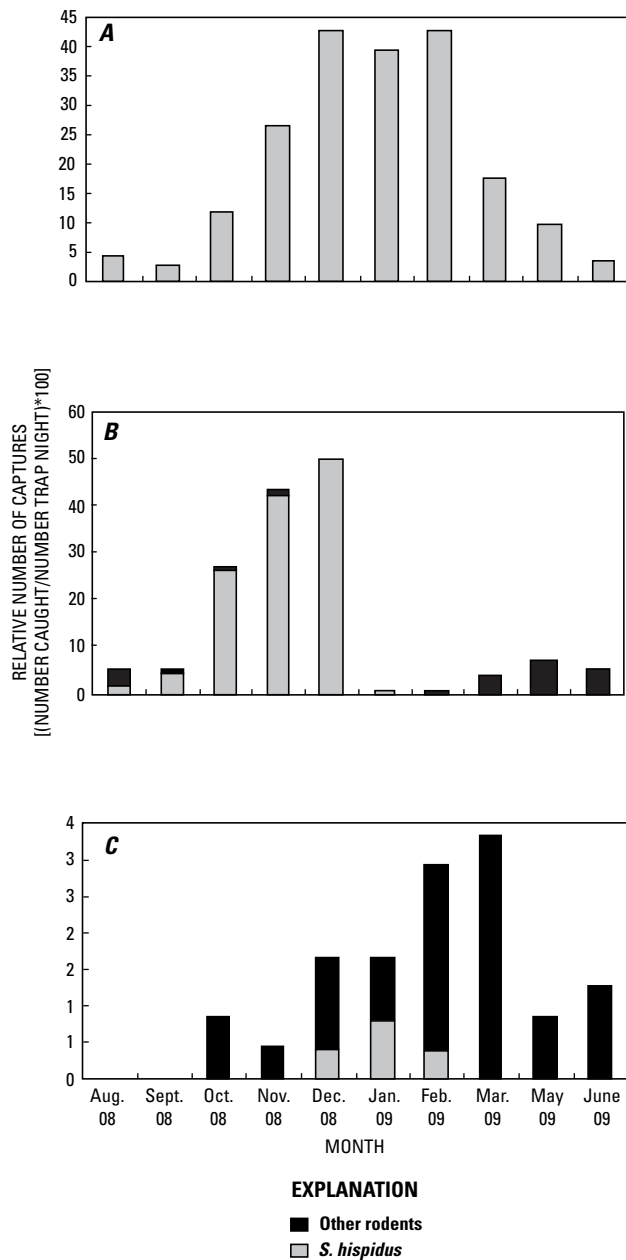 A
45
40
35
30
25
20
15
10
5
0
RELATIVE NUMBER OF CAPTURES
[(NUMBER CAUGHT/NUMBER TRAP NIGHT)*100]
B
60
50
40
30
20
10
0
C
4
3
3
2
2
1
1
0
Aug. Sept. Oct. Nov. Dec. Jan. Feb. Mar. May June
08 08 08 08 08 09 09 09 09 09
MONTH
EXPLANATION
Other rodents
S. hispidus